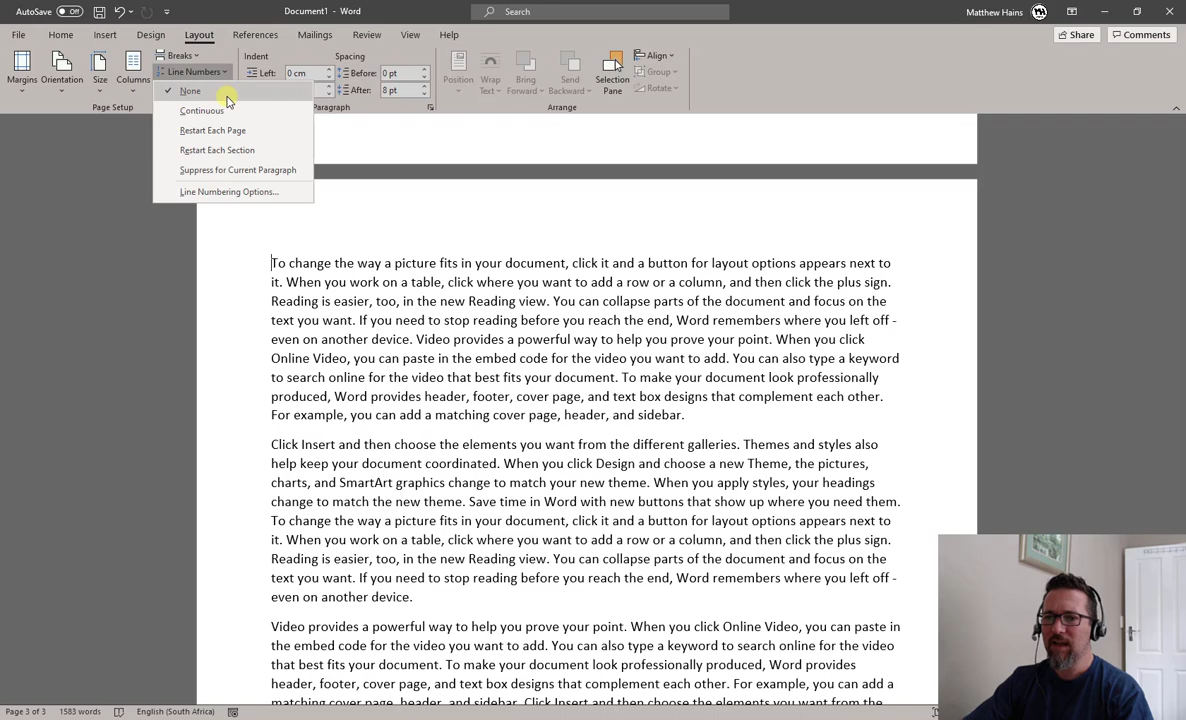 AutoSave Off Document1 - Word Search Matthew Hains
File Home Insert Design Layout References Mailings Review View Help Share Comments
Margins Orientation Size Columns
Breaks
Line Numbers
Page Setup
None
Continuous
Restart Each Page
Restart Each Section
Suppress for Current Paragraph
Line Numbering Options...
Indent
Left: 0 cm
Spacing
Before: 0 pt
After: 8 pt
Paragraph
Position
Wrap Text
Bring Forward
Send Backward
Selection Pane
Align
Group
Rotate
Arrange
To change the way a picture fits in your document, click it and a button for layout options appears next to
it. When you work on a table, click where you want to add a row or a column, and then click the plus sign.
Reading is easier, too, in the new Reading view. You can collapse parts of the document and focus on the
text you want. If you need to stop reading before you reach the end, Word remembers where you left off -
even on another device. Video provides a powerful way to help you prove your point. When you click
Online Video, you can paste in the embed code for the video you want to add. You can also type a keyword
to search online for the video that best fits your document. To make your document look professionally
produced, Word provides header, footer, cover page, and text box designs that complement each other.
For example, you can add a matching cover page, header, and sidebar.
Click Insert and then choose the elements you want from the different galleries. Themes and styles also
help keep your document coordinated. When you click Design and choose a new Theme, the pictures,
charts, and SmartArt graphics change to match your new theme. When you apply styles, your headings
change to match the new theme. Save time in Word with new buttons that show up where you need them.
To change the way a picture fits in your document, click it and a button for layout options appears next to
it. When you work on a table, click where you want to add a row or a column, and then click the plus sign.
Reading is easier, too, in the new Reading view. You can collapse parts of the document and focus on the
text you want. If you need to stop reading before you reach the end, Word remembers where you left off -
even on another device.
Video provides a powerful way to help you prove your point. When you click Online Video, you can paste in
the embed code for the video you want to add. You can also type a keyword to search online for the video
that best fits your document. To make your document look professionally produced, Word provides
header, footer, cover page, and text box designs that complement each other. For example, you can add a
matching cover page, header, and sidebar. Click Insert and then choose the elements you want from the
Page 3 of 3 1583 words English (South Africa)